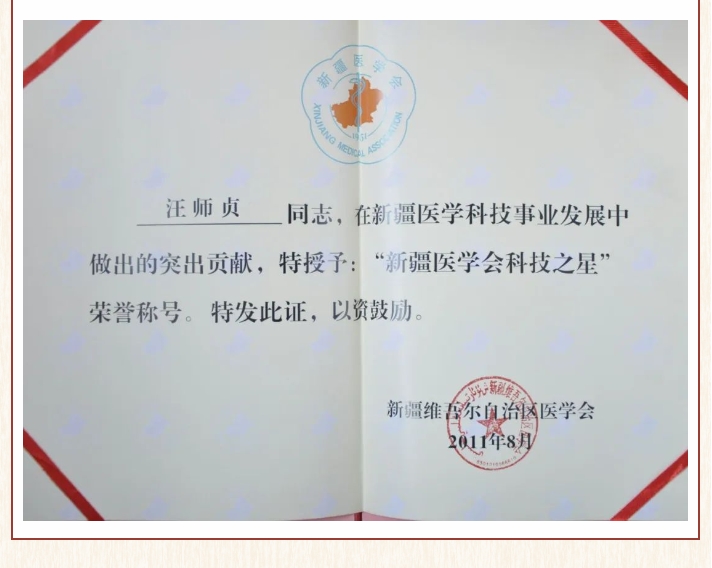 新疆医学会
XINJIANG MEDICAL ASSOCIATION
汪师贞 同志，在新疆医学科技事业发展中
做出的突出贡献，特授予：“新疆医学会科技之星”
荣誉称号。特发此证，以资鼓励。
新疆维吾尔自治区医学会
2011年8月